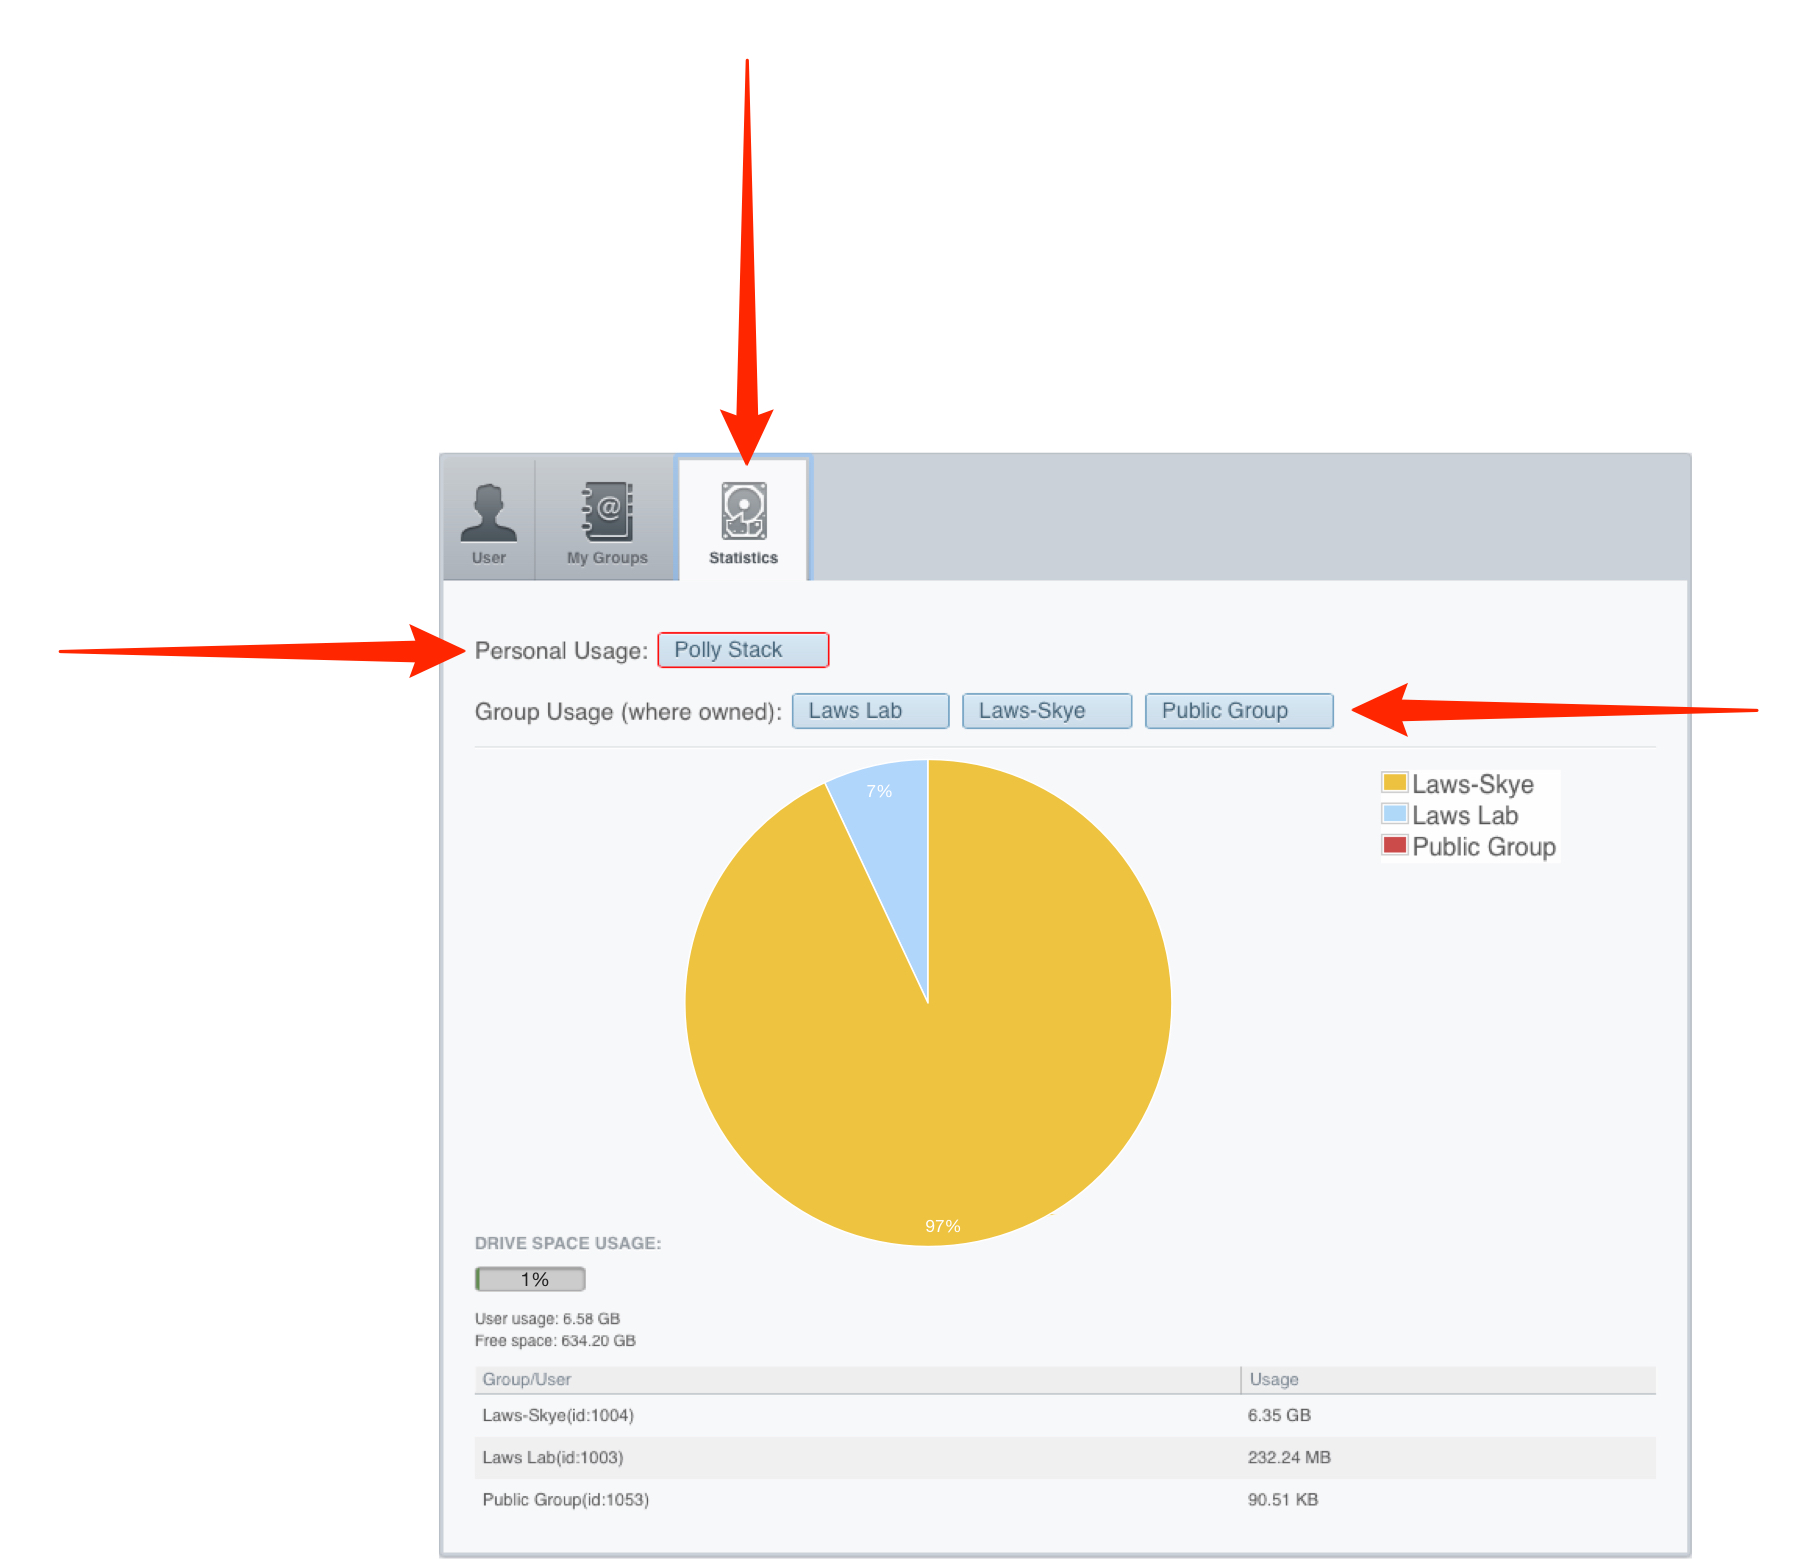 User
My Groups
Statistics
Personal Usage: Polly Stack
Group Usage (where owned): Laws Lab Laws-Skye Public Group
7%
Laws-Skye
Laws Lab
Public Group
97%
DRIVE SPACE USAGE:
1%
User usage: 6.58 GB
Free space: 634.20 GB
Group/User Usage
Laws-Skye(id:1004) 6.35 GB
Laws Lab(id:1003) 232.24 MB
Public Group(id:1053) 90.51 KB